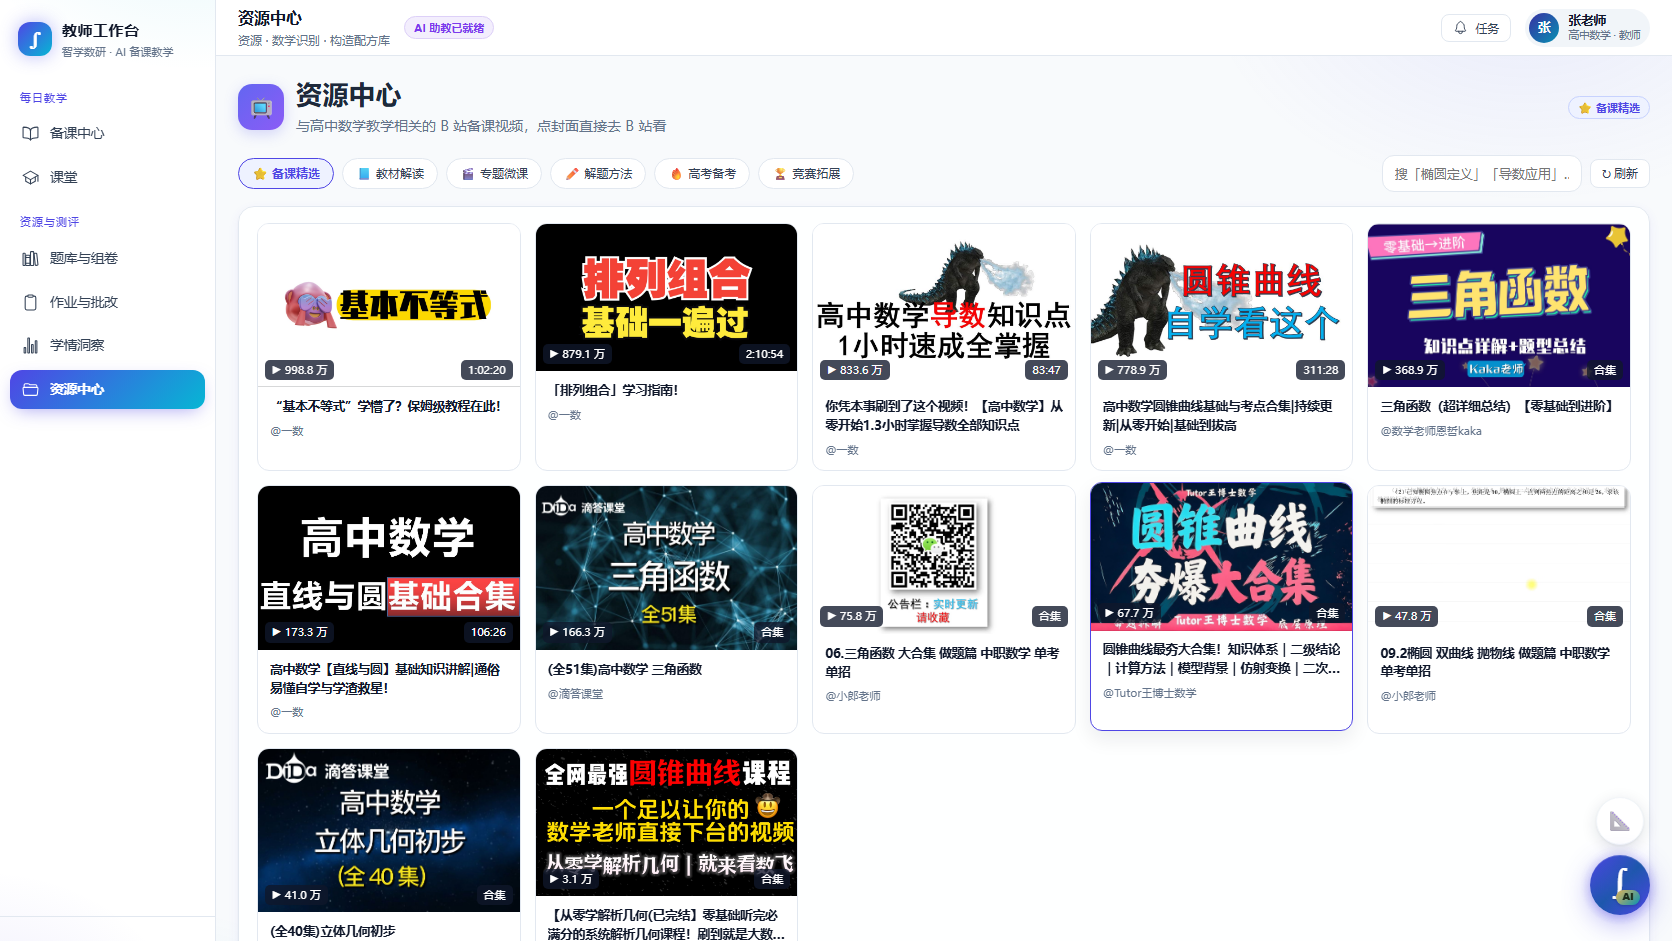 教师工作台
智学数研 · AI 备课教学
每日教学
备课中心
课堂
资源与测评
题库与组卷
作业与批改
学情洞察
资源中心
资源中心
资源 · 数学识别 · 构造配方库
AI 助教已就绪
任务
张
张老师
高中数学 · 教师
资源中心
与高中数学教学相关的 B 站备课视频，点封面直接去 B 站看
备课精选
备课精选
教材解读
专题微课
解题方法
高考备考
竞赛拓展
搜「椭圆定义」「导数应用」..
刷新
基本不等式
998.8 万
1:02:20
“基本不等式”学懵了？保姆级教程在此！
@一数
排列组合
基础一遍过
879.1 万
2:10:54
「排列组合」学习指南！
@一数
高中数学导数知识点
1小时速成全掌握
833.6 万
83:47
你凭本事刷到了这个视频！【高中数学】从
零开始1.3小时掌握导数全部知识点
@一数
圆锥曲线
自学看这个
778.9 万
311:28
高中数学圆锥曲线基础与考点合集|持续更
新|从零开始|基础到拔高
@一数
零基础→进阶
三角函数
知识点详解+题型总结
Kaka老师
368.9 万
合集
三角函数（超详细总结）【零基础到进阶】
@数学老师恩哲kaka
高中数学
直线与圆基础合集
173.3 万
106:26
高中数学【直线与圆】基础知识讲解|通俗
易懂自学与学渣救星！
@一数
DiDa 滴答课堂
高中数学
三角函数
全51集
166.3 万
合集
(全51集)高中数学 三角函数
@滴答课堂
公告栏：实时更新
请收藏
75.8 万
合集
06.三角函数 大合集 做题篇 中职数学 单考
单招
@小郎老师
Tutor王博士数学
圆锥曲线
夯爆大合集
67.7 万
合集
Tutor王博士数学
圆锥曲线最夯大合集！知识体系｜二级结论
｜计算方法｜模型背景｜仿射变换｜二次...
@Tutor王博士数学
47.8 万
合集
09.2椭圆 双曲线 抛物线 做题篇 中职数学
单考单招
@小郎老师
DiDa 滴答课堂
高中数学
立体几何初步
(全 40 集)
41.0 万
合集
(全40集)立体几何初步
全网最强圆锥曲线课程
一个足以让你的
数学老师直接下台的视频
从零学解析几何｜就来看数飞
3.1 万
合集
【从零学解析几何(已完结】零基础听完必
满分的系统解析几何课程！刷到就是大数...
AI